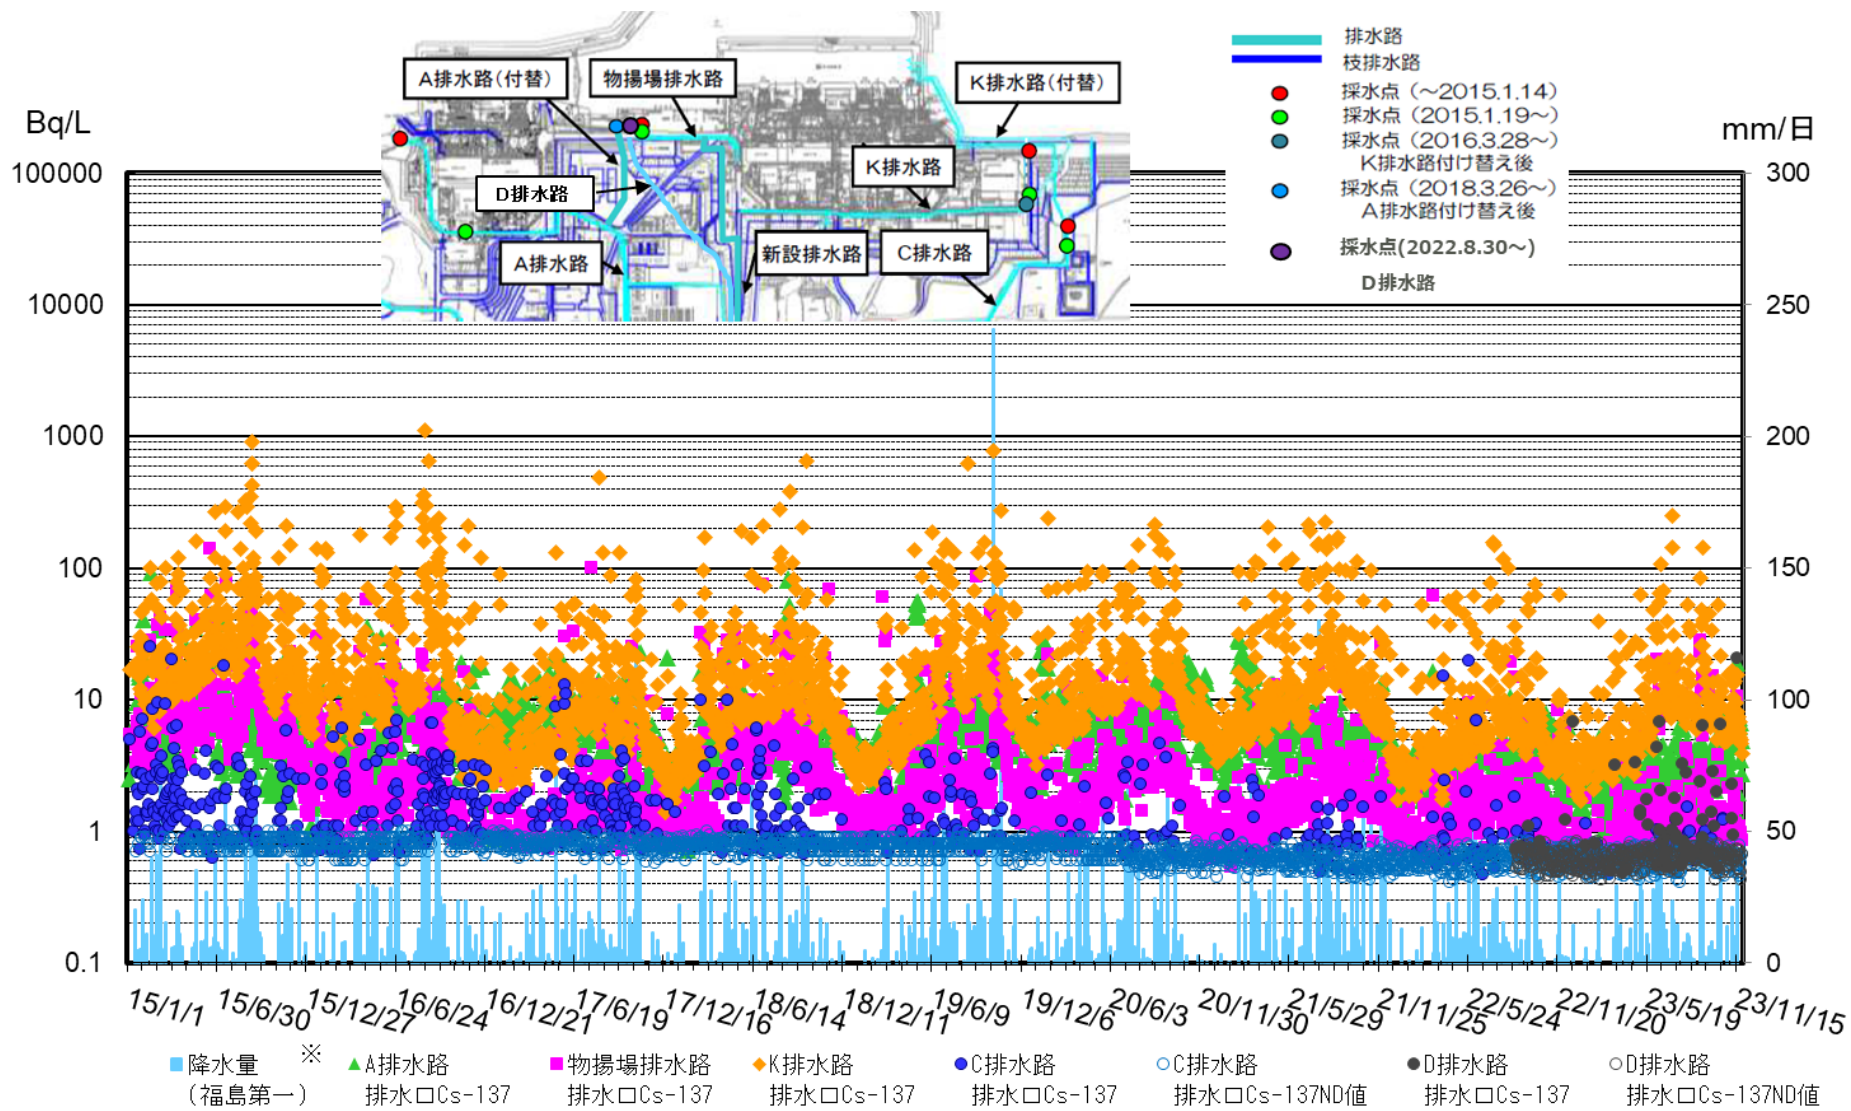 A排水路(付替)
物揚場排水路
K排水路(付替)
K排水路
D排水路
A排水路
新設排水路
C排水路
排水路
枝排水路
採水点（～2015.1.14）
採水点（2015.1.19～）
採水点（2016.3.28～）
K排水路付け替え後
採水点（2018.3.26～）
A排水路付け替え後
採水点(2022.8.30～)
D排水路
Bq/L
100000
10000
1000
100
10
1
0.1
mm/日
300
250
200
150
100
50
0
15/1/1
15/6/30
15/12/27
16/6/24
16/12/21
17/6/19
17/12/16
18/6/14
18/12/11
19/6/9
19/12/6
20/6/3
20/11/30
21/5/29
21/11/25
22/5/24
22/11/20
23/5/19
23/11/15
降水量 ※
（福島第一）
A排水路
排水口Cs-137
物揚場排水路
排水口Cs-137
K排水路
排水口Cs-137
C排水路
排水口Cs-137
C排水路
排水口Cs-137ND値
D排水路
排水口Cs-137
D排水路
排水口Cs-137ND値